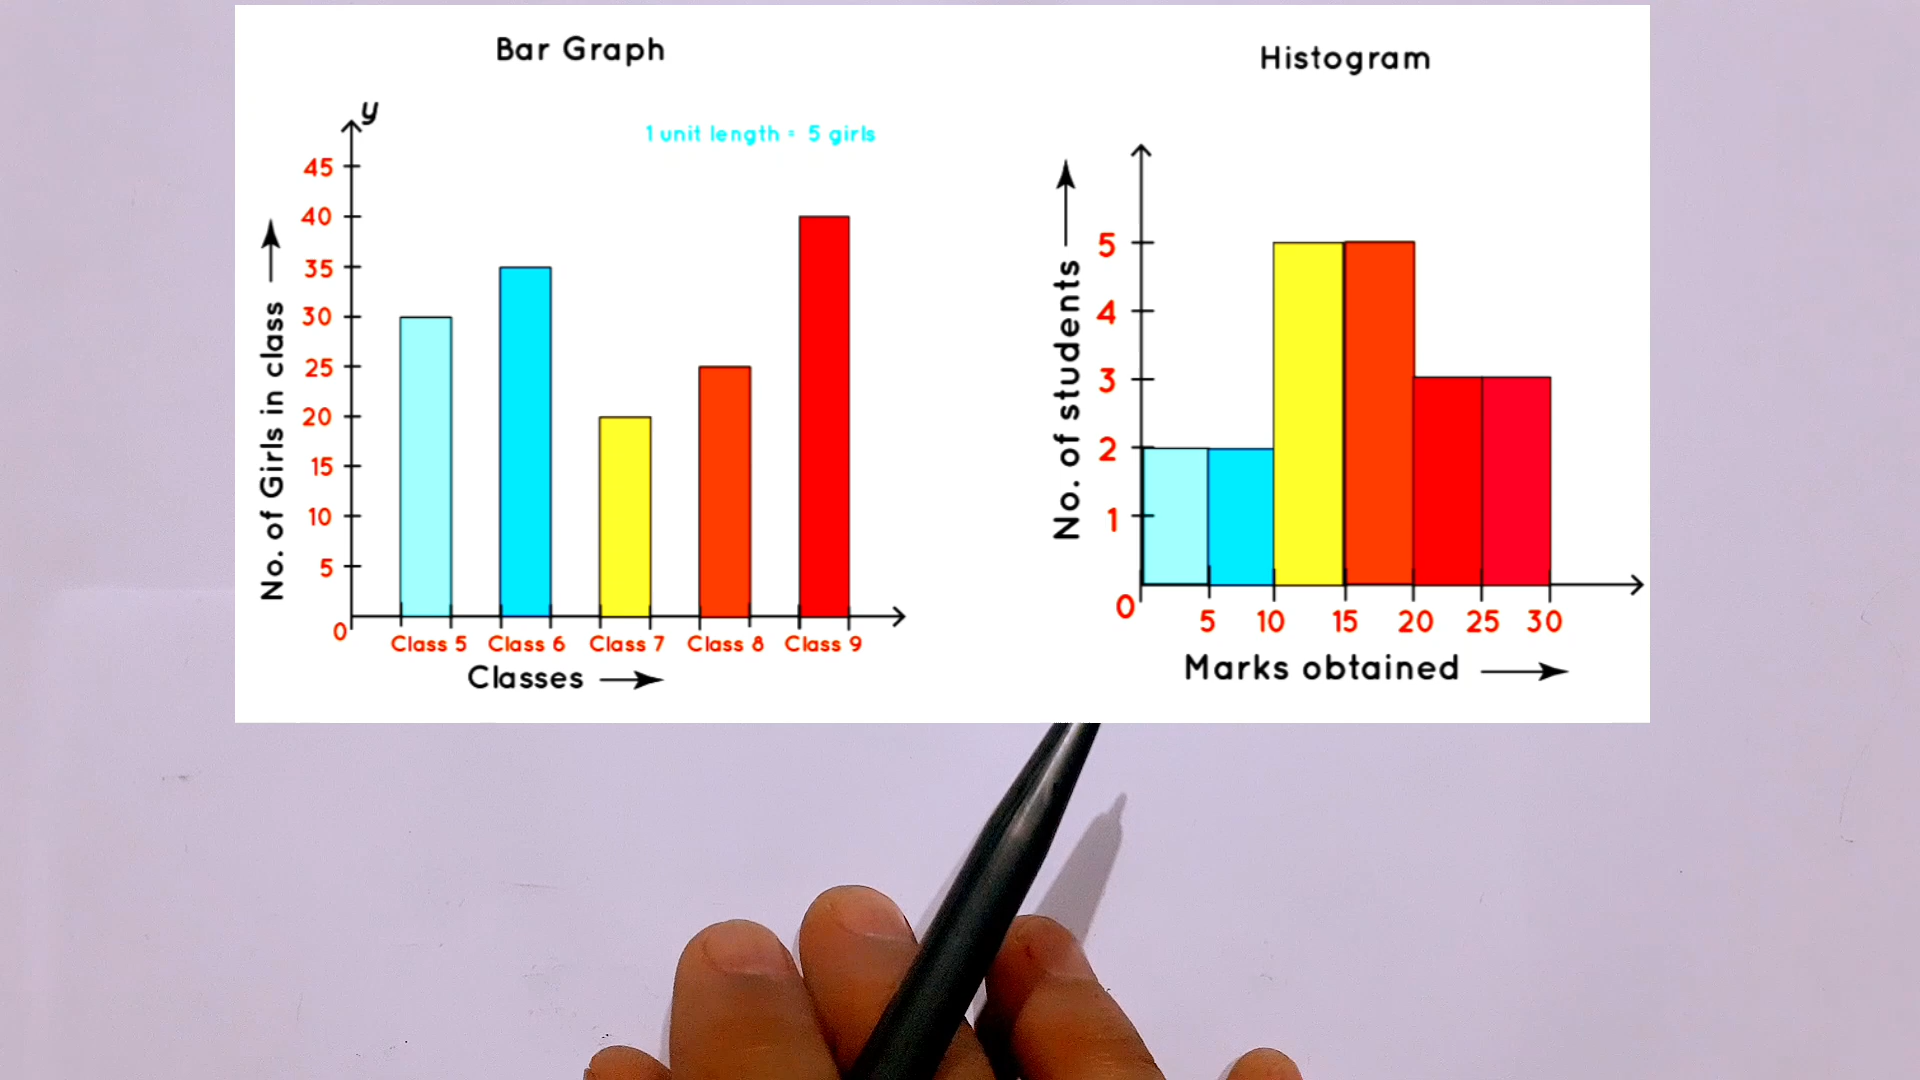 Bar Graph
y
1 unit length = 5 girls
45
40
35
30
25
20
15
10
5
0
No. of Girls in class
Class 5 Class 6 Class 7 Class 8 Class 9
Classes
Histogram
5
4
3
2
1
0
No. of students
5 10 15 20 25 30
Marks obtained